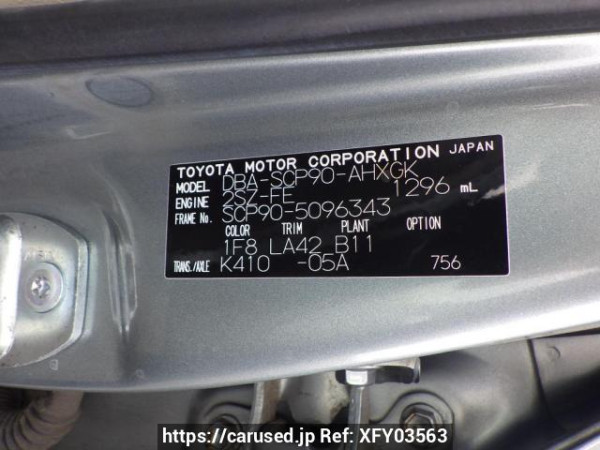 TOYOTA MOTOR CORPORATION JAPAN
MODEL DBA-SCP90-AHXGK
ENGINE 2SZ-FE 1296 mL
FRAME No. SCP90-5096343
COLOR TRIM PLANT OPTION
1F8 LA42 B11
TRANS./AXLE K410 -05A 756
https://carused.jp Ref: XFY03563